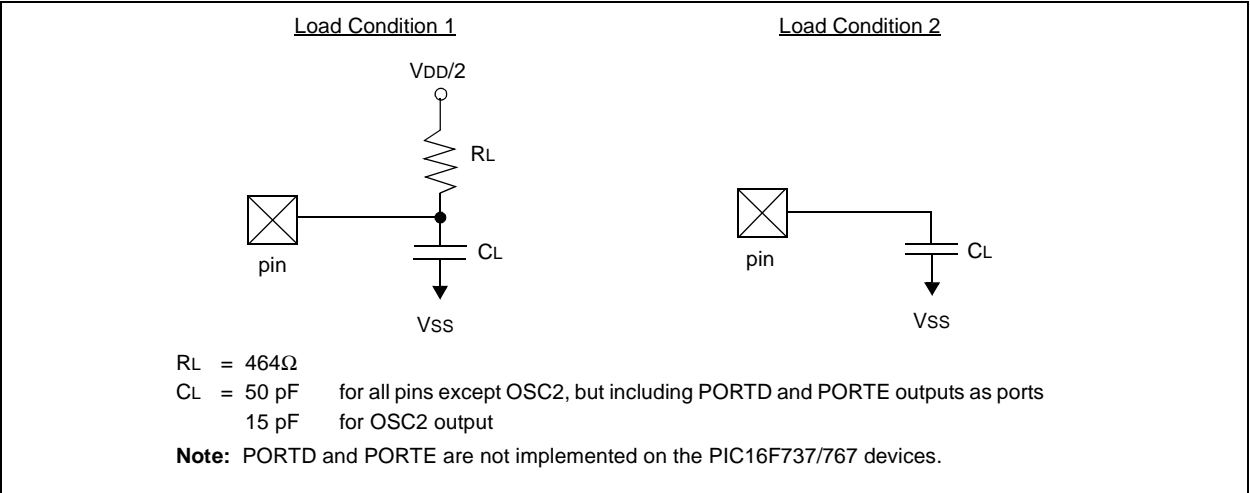 Load Condition 1
Load Condition 2
VDD/2
RL
CL
pin
VSS
CL
pin
VSS
RL = 464Ω
CL = 50 pF for all pins except OSC2, but including PORTD and PORTE outputs as ports
15 pF for OSC2 output
Note: PORTD and PORTE are not implemented on the PIC16F737/767 devices.